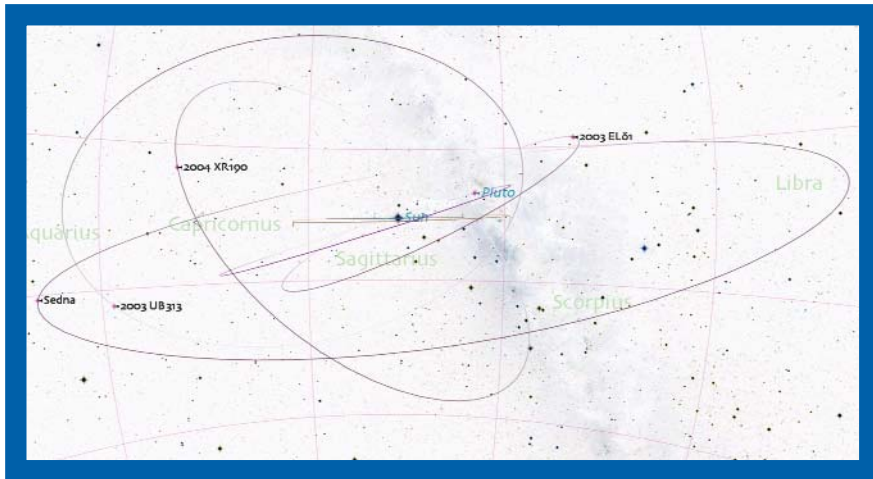 2003 EL61
2004 XR190
Pluto
Libra
Sun
Capricornus
Aquarius
Sagittarius
Sedna
2003 UB313
Scorpius